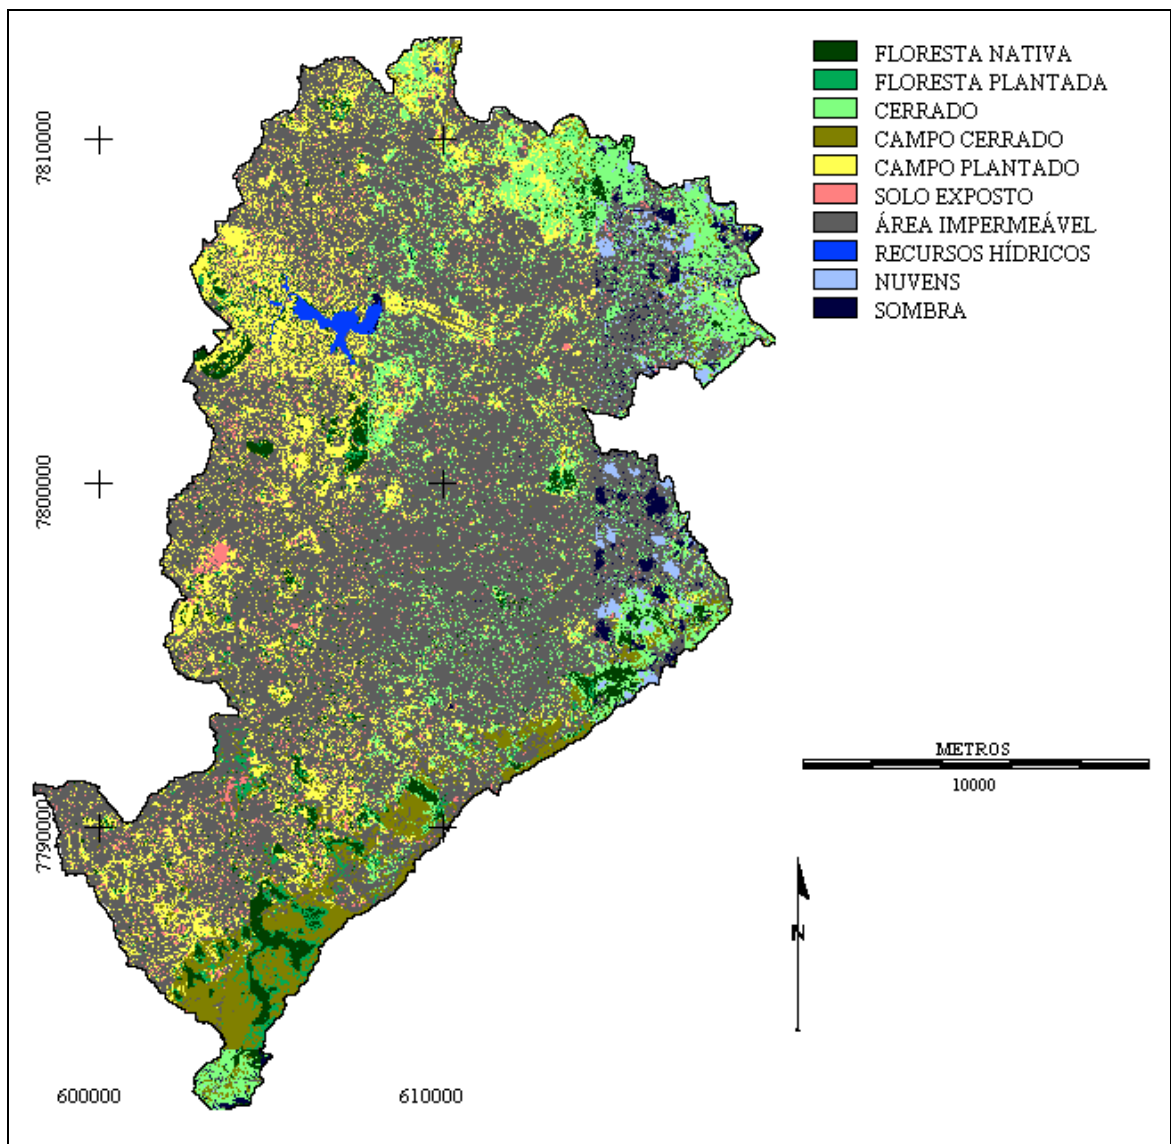 FLORESTA NATIVA
FLORESTA PLANTADA
CERRADO
CAMPO CERRADO
CAMPO PLANTADO
SOLO EXPOSTO
ÁREA IMPERMEÁVEL
RECURSOS HÍDRICOS
NUVENS
SOMBRA
7810000
7800000
7790000
METROS
10000
N
600000
610000